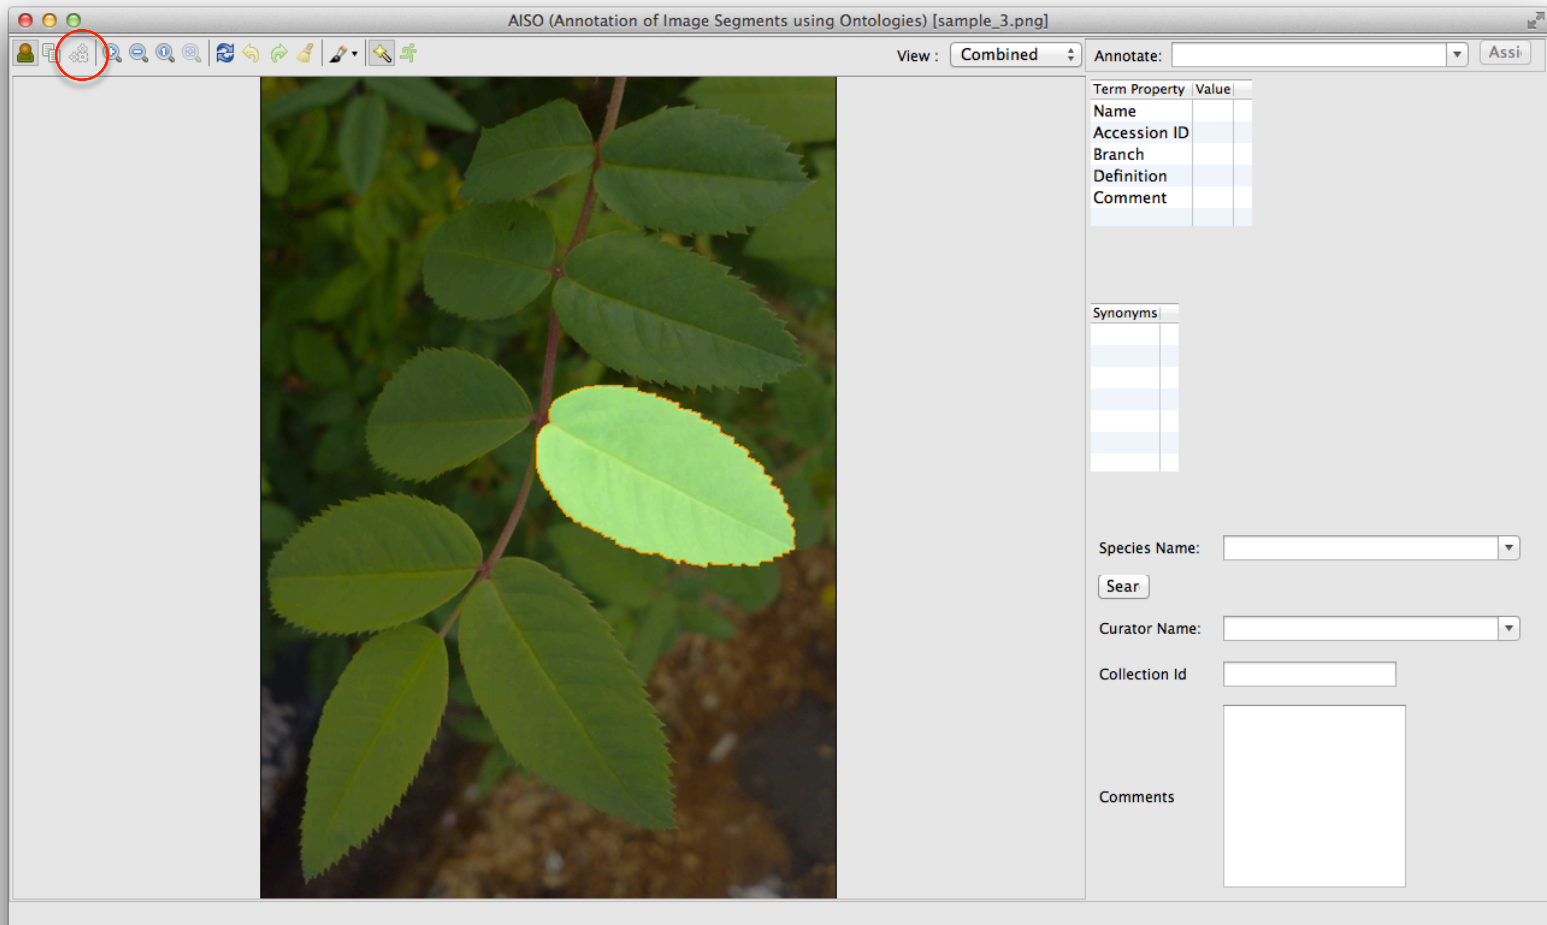 AISO (Annotation of Image Segments using Ontologies) [sample_3.png]
View : Combined Annotate: Assi
Term Property Value
Name
Accession ID
Branch
Definition
Comment
Synonyms
Species Name:
Sear
Curator Name:
Collection Id
Comments